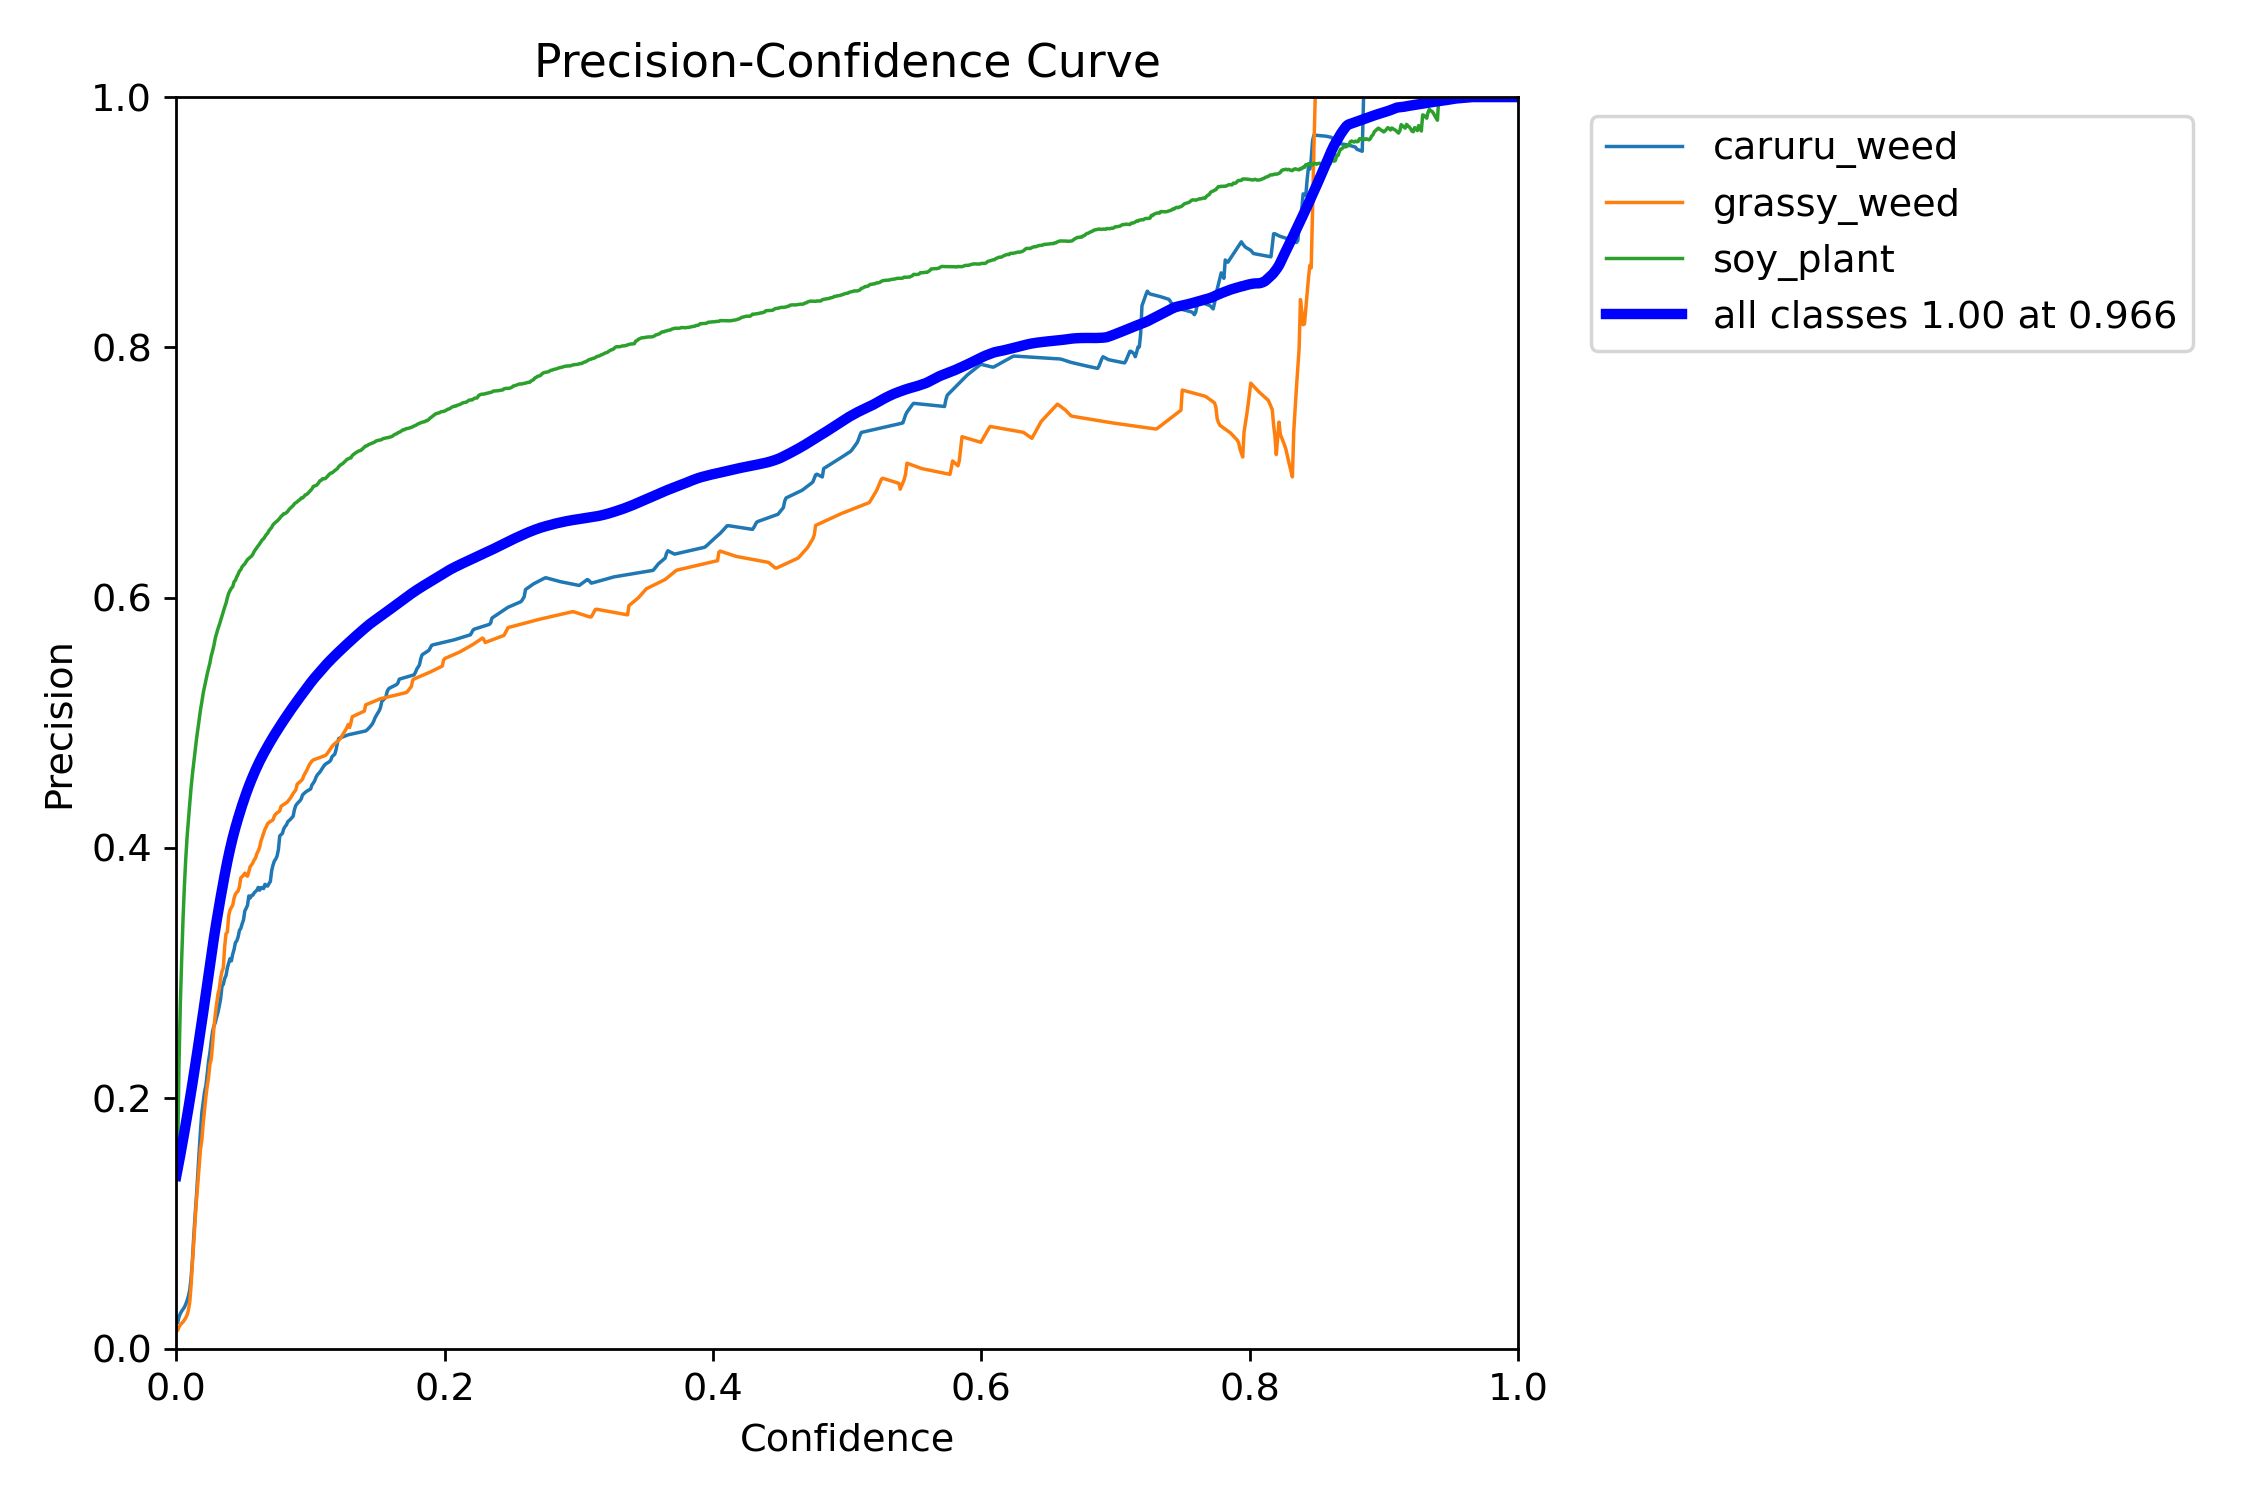 Precision-Confidence Curve
1.0
0.8
0.6
0.4
0.2
0.0
Precision
0.0 0.2 0.4 0.6 0.8 1.0
Confidence
caruru_weed
grassy_weed
soy_plant
all classes 1.00 at 0.966